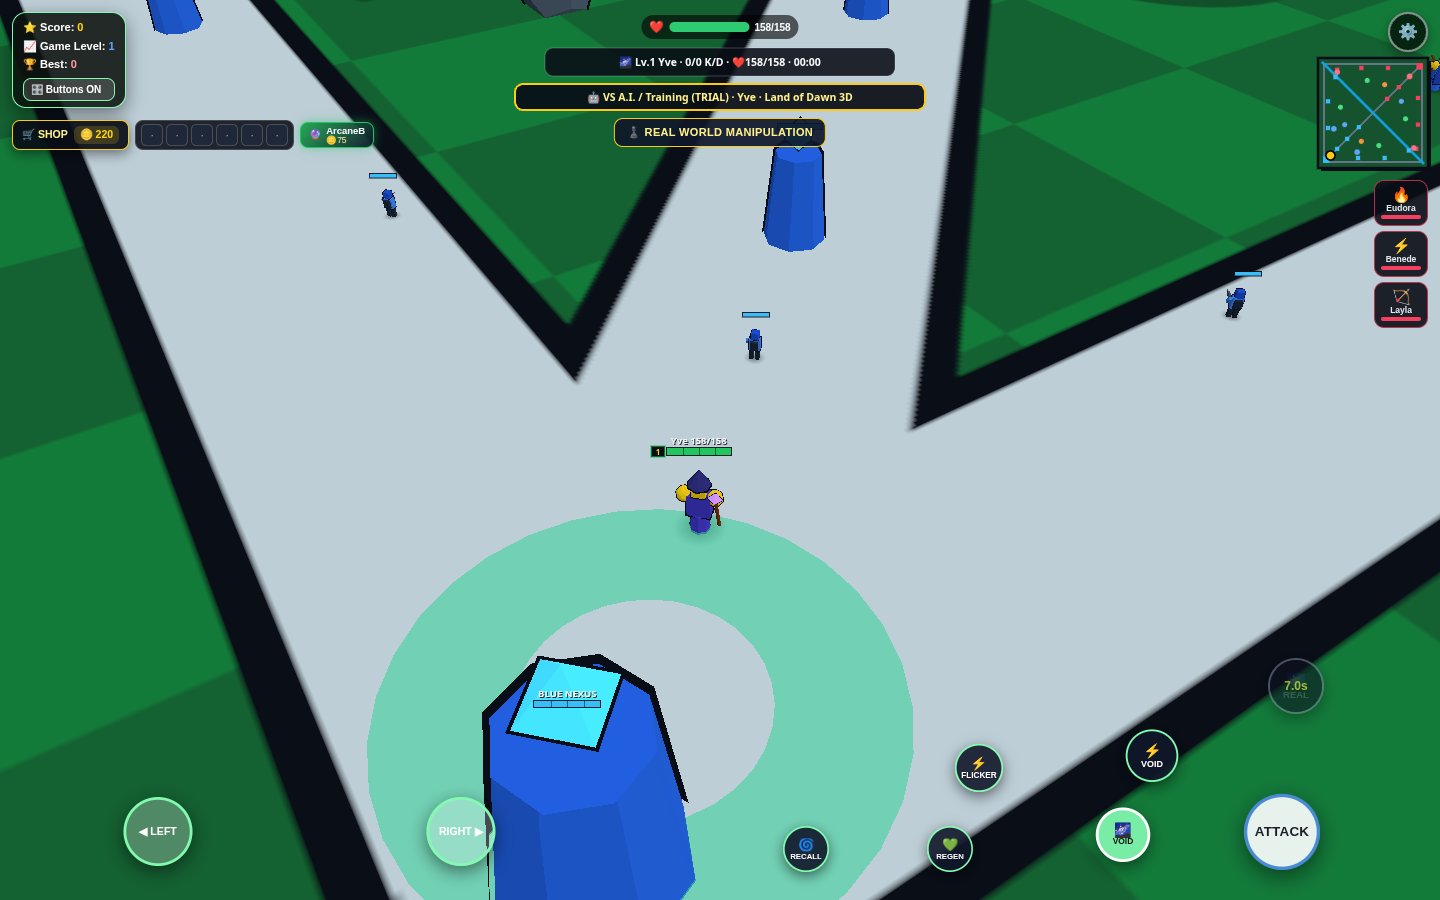 Score: 0
Game Level: 1
Best: 0
Buttons ON
SHOP 220
ArcaneB
75
158/158
Lv.1 Yve · 0/0 K/D · 158/158 · 00:00
VS A.I. / Training (TRIAL) · Yve · Land of Dawn 3D
REAL WORLD MANIPULATION
Eudora
Benede
Layla
Yve 158/158
1
BLUE NEXUS
7.0s
REAL
FLICKER
VOID
◀ LEFT
RIGHT ▶
RECALL
REGEN
VOID
ATTACK